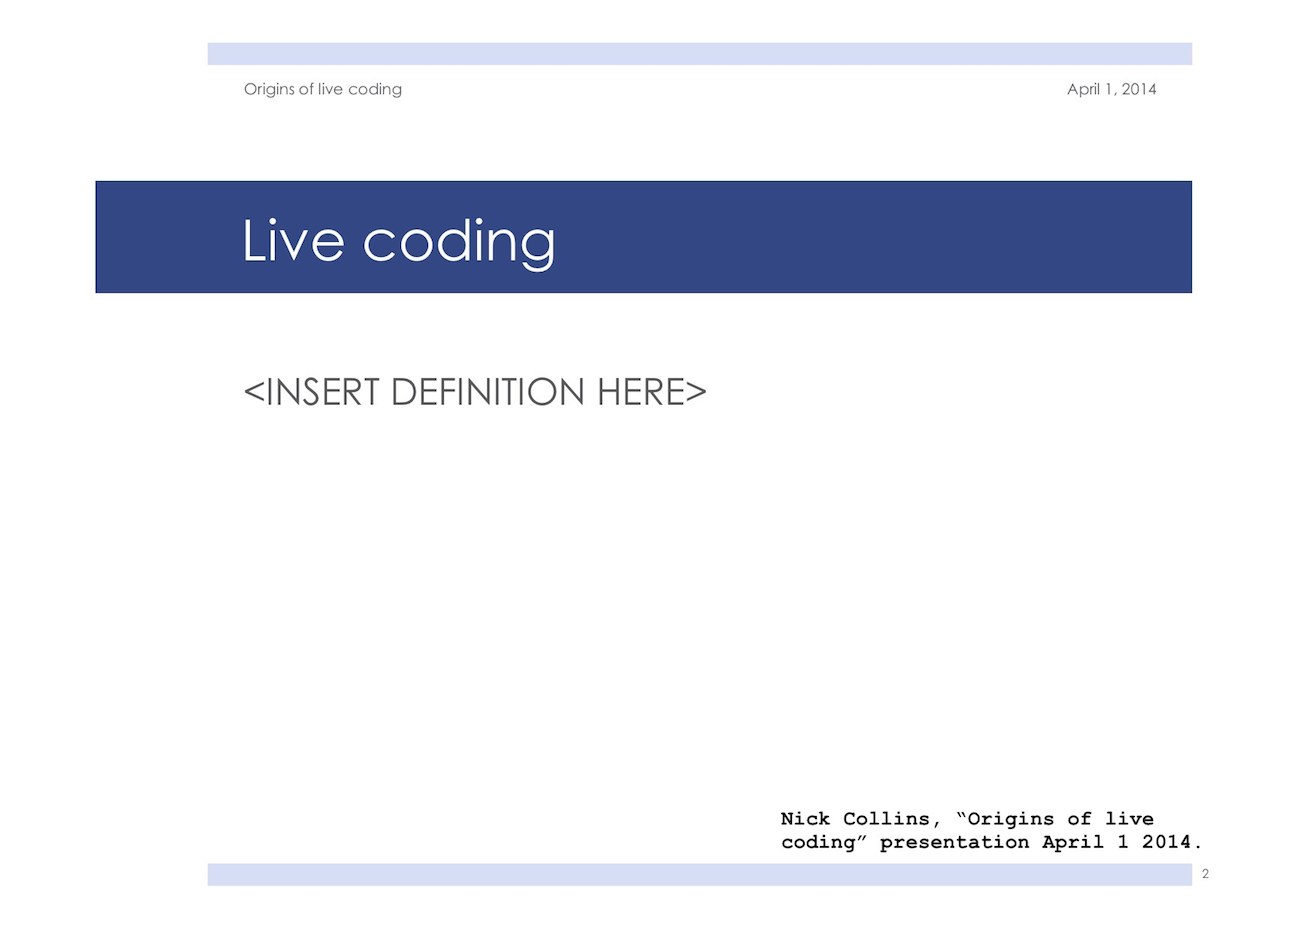 Origins of live coding
April 1, 2014
Live coding
<INSERT DEFINITION HERE>
Nick Collins, “Origins of live
coding” presentation April 1 2014.
2